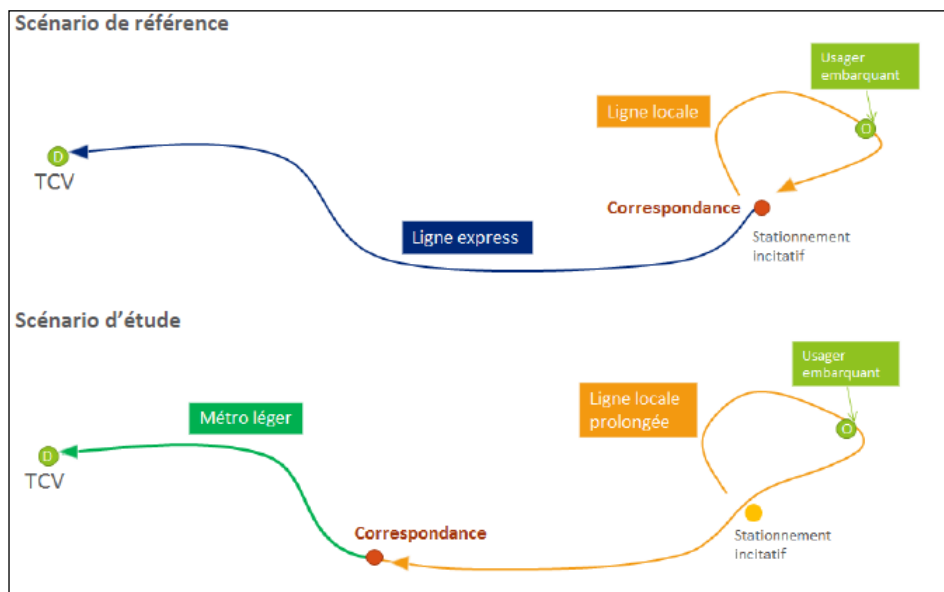 Scénario de référence
Usager
embarquant
Ligne locale
O
D
TCV
Correspondance
Ligne express
Stationnement
incitatif
Scénario d'étude
Usager
embarquant
Ligne locale
prolongée
Métro léger
O
D
TCV
Correspondance
Stationnement
incitatif